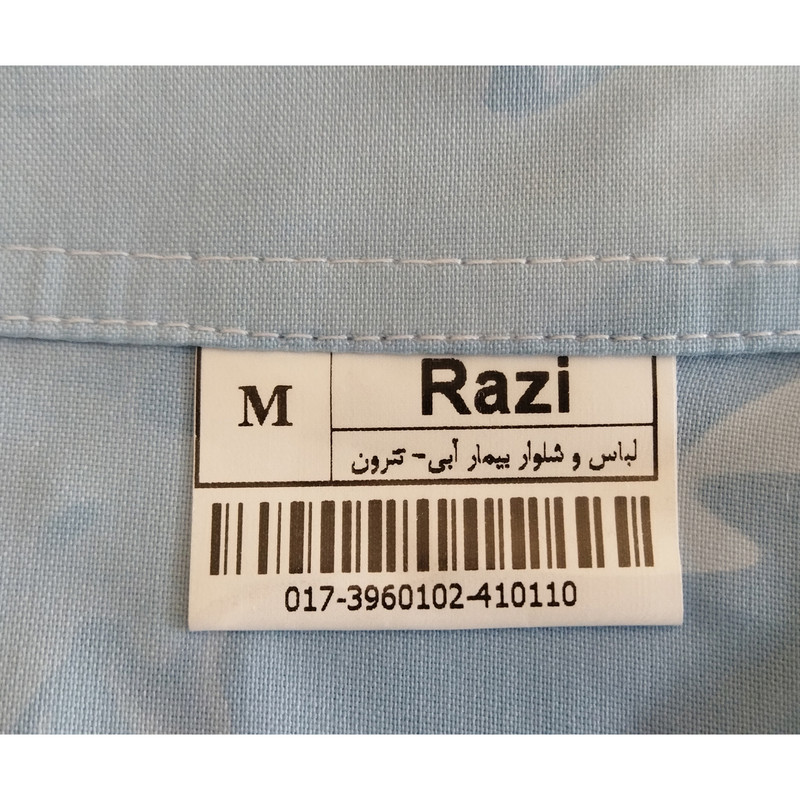 M
Razi
لباس و شلوار بیمار آبی- تترون
017-3960102-410110